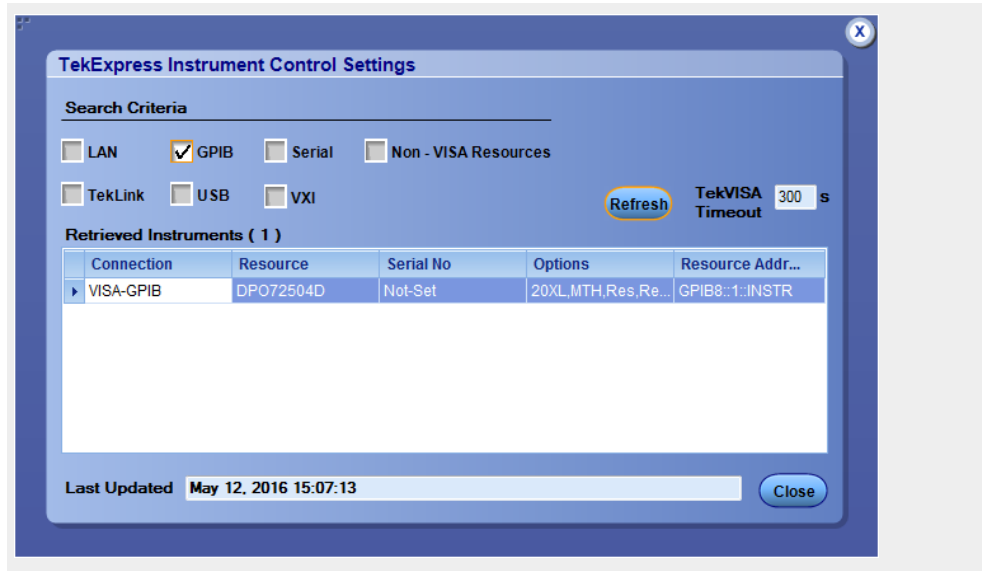 X
TekExpress Instrument Control Settings
Search Criteria
LAN GPIB Serial Non - VISA Resources
TekLink USB VXI Refresh TekVISA Timeout 300 s
Retrieved Instruments ( 1 )
Connection Resource Serial No Options Resource Addr...
VISA-GPIB DPO72504D Not-Set 20XL,MTH,Res,Re... GPIB8::1::INSTR
Last Updated May 12, 2016 15:07:13 Close